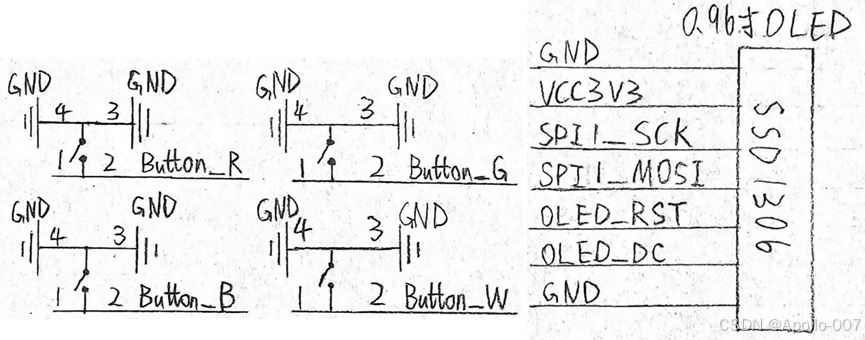 GND GND
4 3
1 2 Button_R
GND GND
4 3
1 2 Button_G
GND GND
4 3
1 2 Button_B
GND GND
4 3
1 2 Button_W
0.96寸OLED
GND
VCC3V3
SPI1_SCK
SPI1_MOSI
OLED_RST
OLED_DC
GND
SSD1306
CSDN @Apollo-007